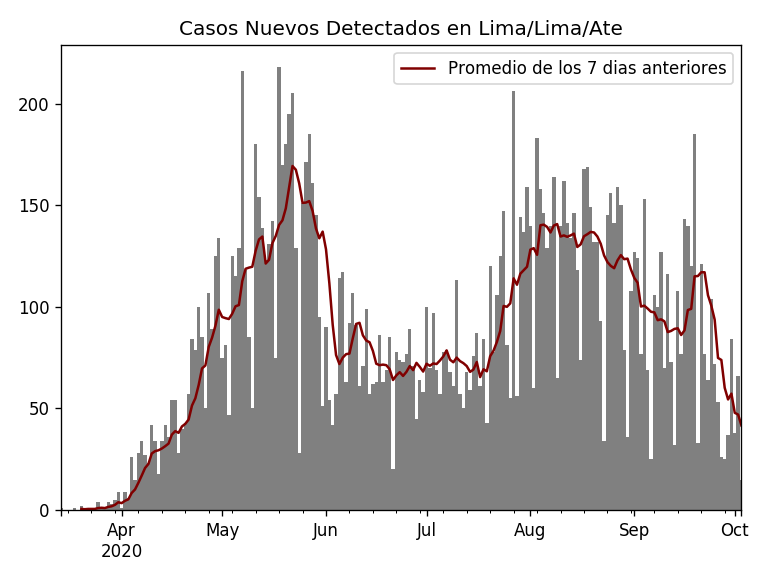 Casos Nuevos Detectados en Lima/Lima/Ate
Promedio de los 7 dias anteriores
200
150
100
50
0
Apr May Jun Jul Aug Sep Oct
2020